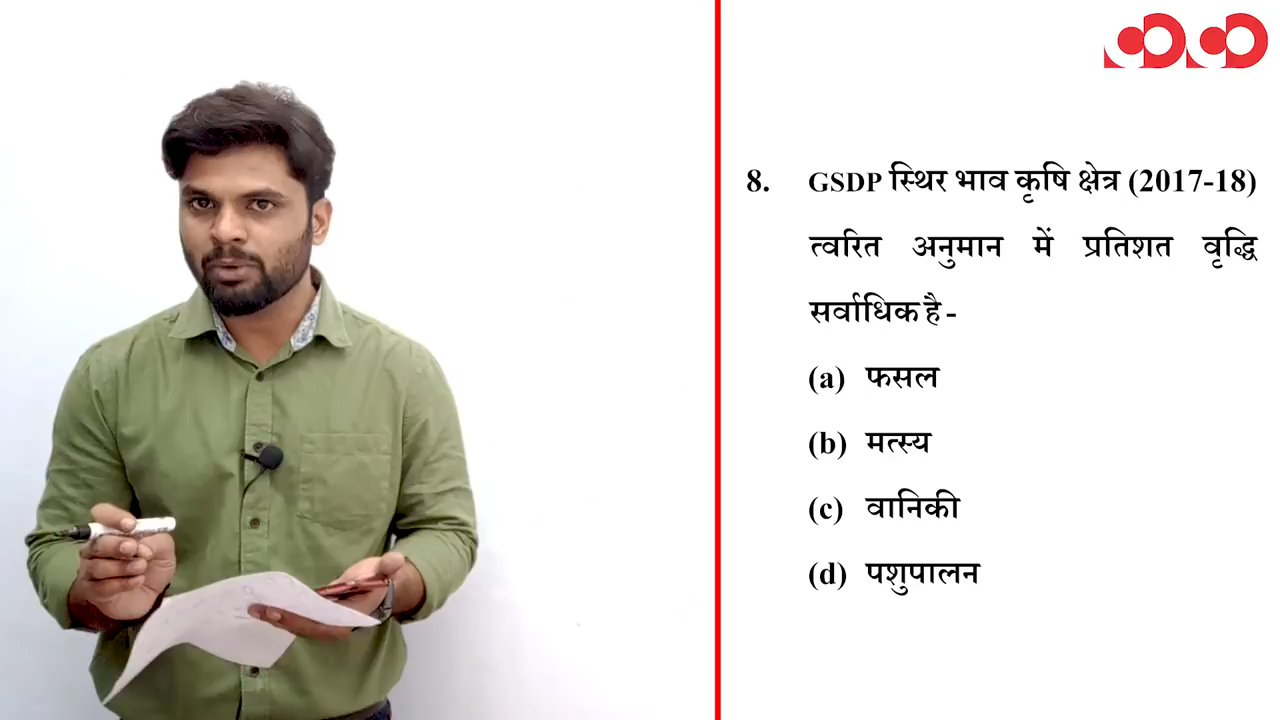 8. GSDP स्थिर भाव कृषि क्षेत्र (2017-18)
त्वरित अनुमान में प्रतिशत वृद्धि
सर्वाधिक है -
(a) फसल
(b) मत्स्य
(c) वानिकी
(d) पशुपालन